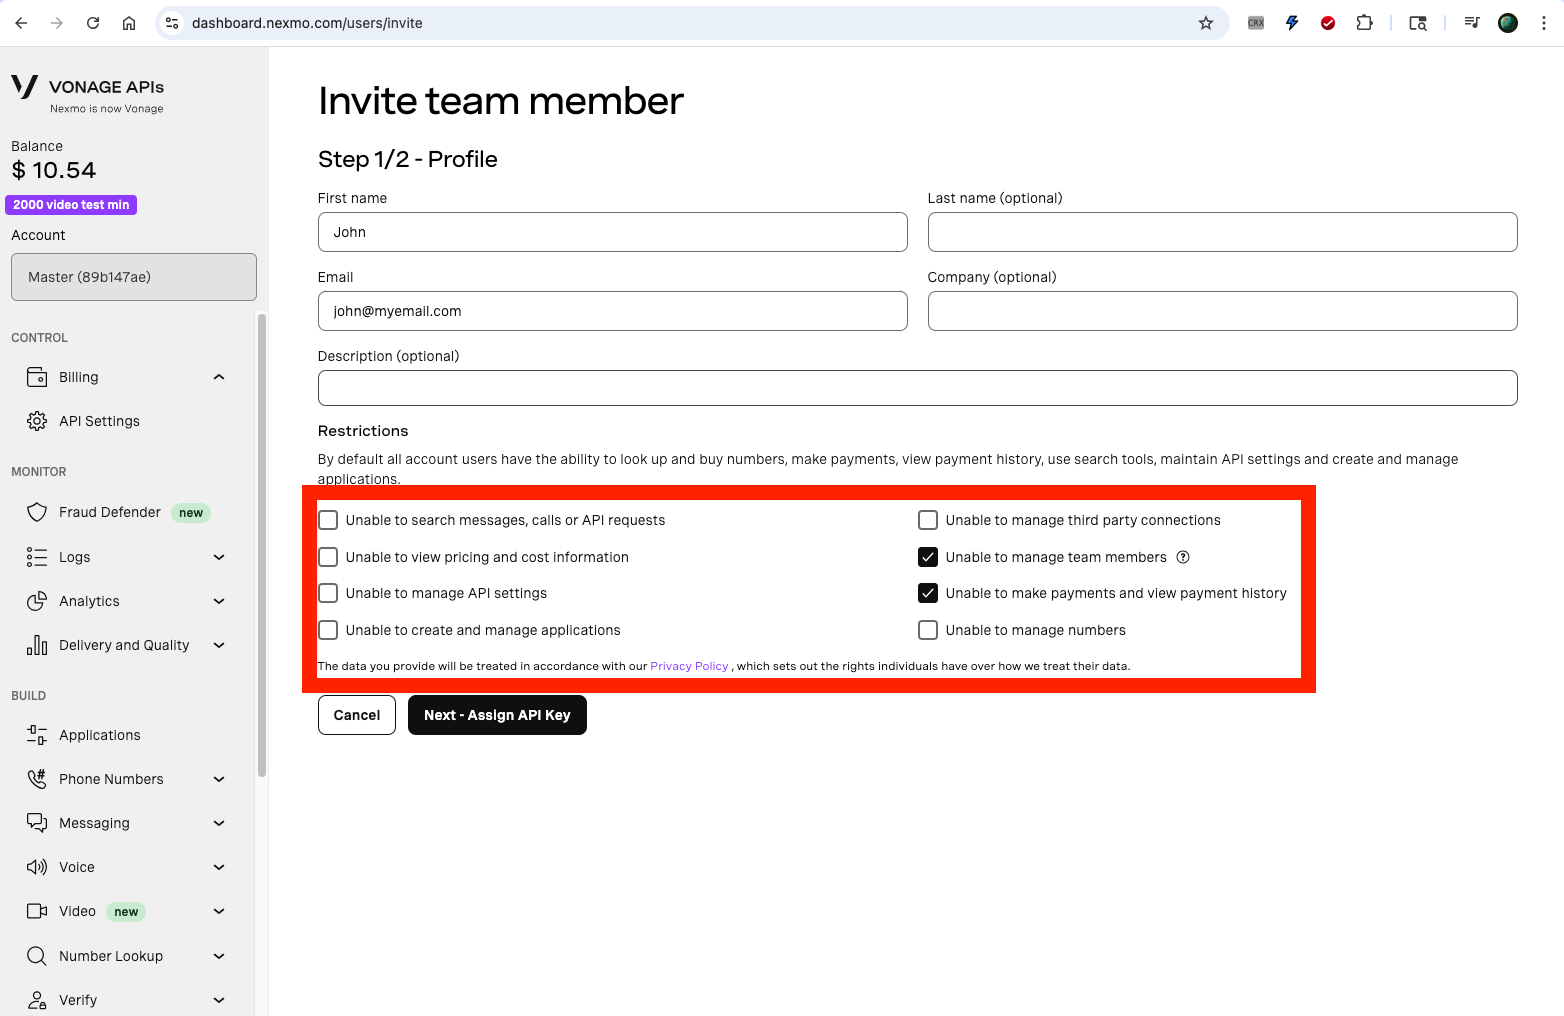 dashboard.nexmo.com/users/invite
CRX
VONAGE APIs
Nexmo is now Vonage
Balance
$ 10.54
2000 video test min
Account
Master (89b147ae)
CONTROL
Billing
API Settings
MONITOR
Fraud Defender new
Logs
Analytics
Delivery and Quality
BUILD
Applications
Phone Numbers
Messaging
Voice
Video new
Number Lookup
Verify
Invite team member
Step 1/2 - Profile
First name
John
Last name (optional)
Email
john@myemail.com
Company (optional)
Description (optional)
Restrictions
By default all account users have the ability to look up and buy numbers, make payments, view payment history, use search tools, maintain API settings and create and manage
applications.
Unable to search messages, calls or API requests
Unable to view pricing and cost information
Unable to manage API settings
Unable to create and manage applications
Unable to manage third party connections
Unable to manage team members
Unable to make payments and view payment history
Unable to manage numbers
The data you provide will be treated in accordance with our Privacy Policy , which sets out the rights individuals have over how we treat their data.
Cancel
Next - Assign API Key